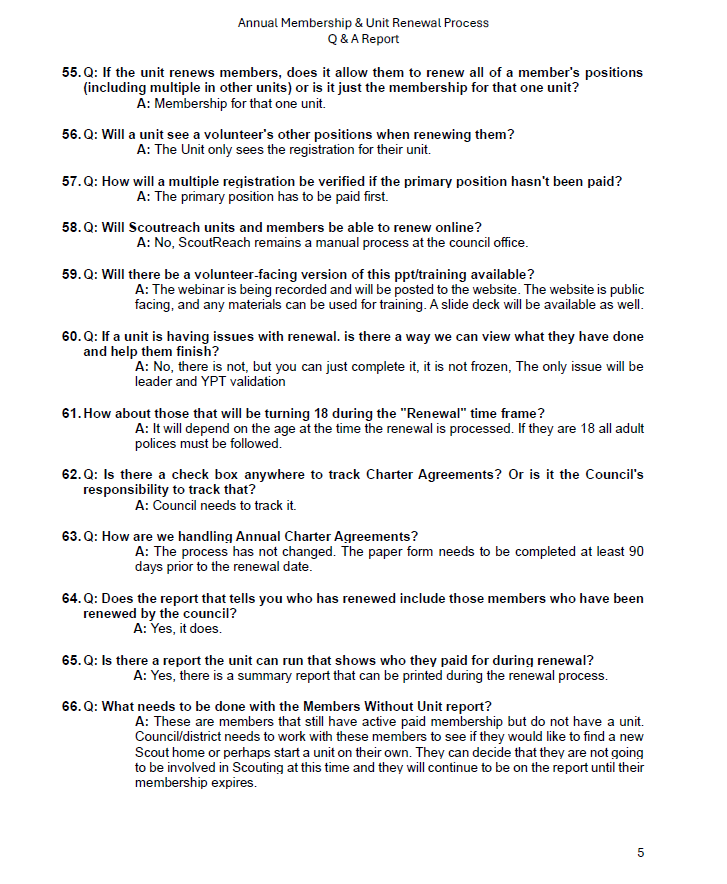 Annual Membership & Unit Renewal Process
Q & A Report
55. Q: If the unit renews members, does it allow them to renew all of a member's positions
(including multiple in other units) or is it just the membership for that one unit?
A: Membership for that one unit.
56. Q: Will a unit see a volunteer's other positions when renewing them?
A: The Unit only sees the registration for their unit.
57. Q: How will a multiple registration be verified if the primary position hasn't been paid?
A: The primary position has to be paid first.
58. Q: Will Scoutreach units and members be able to renew online?
A: No, ScoutReach remains a manual process at the council office.
59. Q: Will there be a volunteer-facing version of this ppt/training available?
A: The webinar is being recorded and will be posted to the website. The website is public
facing, and any materials can be used for training. A slide deck will be available as well.
60. Q: If a unit is having issues with renewal. is there a way we can view what they have done
and help them finish?
A: No, there is not, but you can just complete it, it is not frozen, The only issue will be
leader and YPT validation
61. How about those that will be turning 18 during the "Renewal" time frame?
A: It will depend on the age at the time the renewal is processed. If they are 18 all adult
polices must be followed.
62. Q: Is there a check box anywhere to track Charter Agreements? Or is it the Council's
responsibility to track that?
A: Council needs to track it.
63. Q: How are we handling Annual Charter Agreements?
A: The process has not changed. The paper form needs to be completed at least 90
days prior to the renewal date.
64. Q: Does the report that tells you who has renewed include those members who have been
renewed by the council?
A: Yes, it does.
65. Q: Is there a report the unit can run that shows who they paid for during renewal?
A: Yes, there is a summary report that can be printed during the renewal process.
66. Q: What needs to be done with the Members Without Unit report?
A: These are members that still have active paid membership but do not have a unit.
Council/district needs to work with these members to see if they would like to find a new
Scout home or perhaps start a unit on their own. They can decide that they are not going
to be involved in Scouting at this time and they will continue to be on the report until their
membership expires.
5